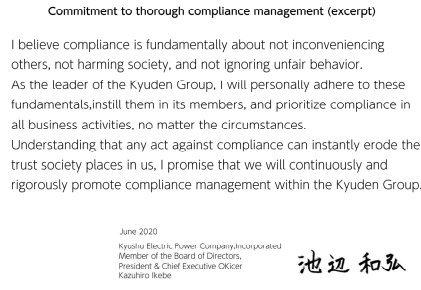 Commitment to thorough compliance management (excerpt)
I believe compliance is fundamentally about not inconveniencing
others, not harming society, and not ignoring unfair behavior.
As the leader of the Kyuden Group, I will personally adhere to these
fundamentals,instill them in its members, and prioritize compliance in
all business activities, no matter the circumstances.
Understanding that any act against compliance can instantly erode the
trust society places in us, I promise that we will continuously and
rigorously promote compliance management within the Kyuden Group.
June 2020
Kyushu Electric Power Company,Incorporated
Member of the Board of Directors,
President & Chief Executive OKicer
Kazuhiro Ikebe
池辺 和弘